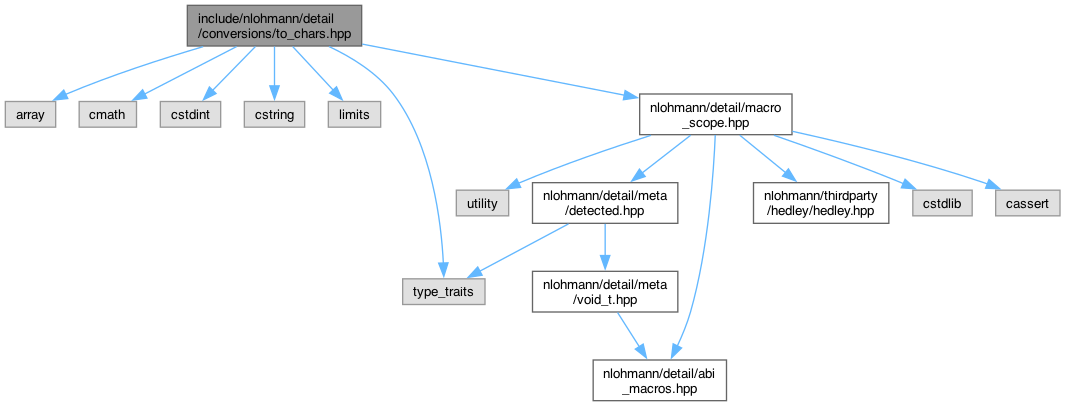 include/nlohmann/detail
/conversions/to_chars.hpp
array
cmath
cstdint
cstring
limits
nlohmann/detail/macro
_scope.hpp
utility
nlohmann/detail/meta
/detected.hpp
nlohmann/thirdparty
/hedley/hedley.hpp
cstdlib
cassert
type_traits
nlohmann/detail/meta
/void_t.hpp
nlohmann/detail/abi
_macros.hpp